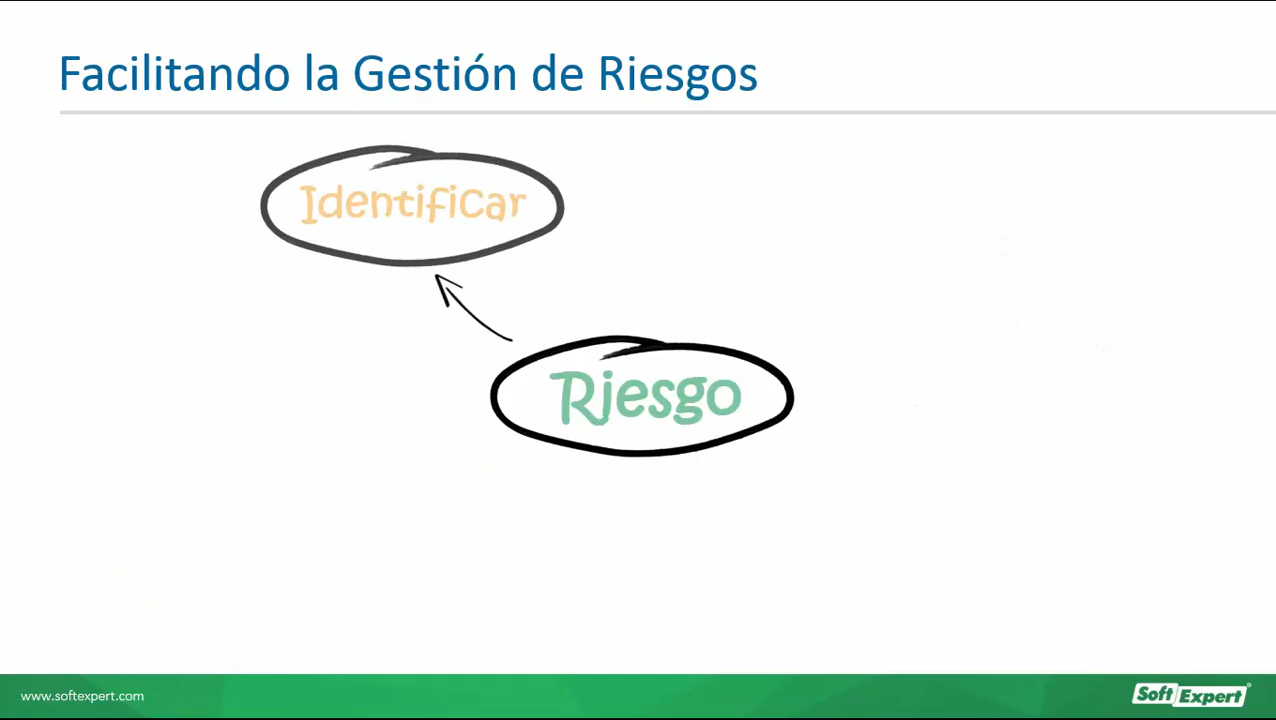 Facilitando la Gestión de Riesgos
Identificar
Riesgo
www.softexpert.com
Soft Expert®